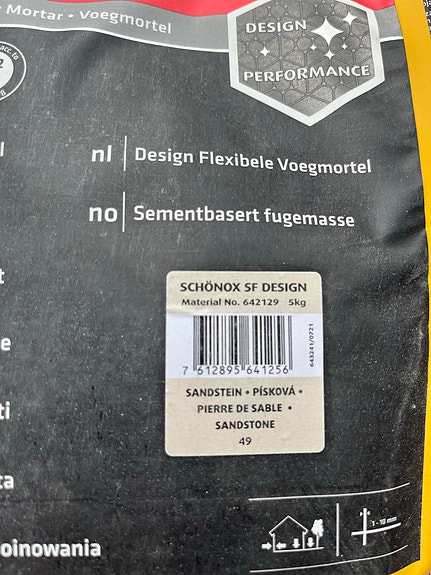 Mortar • Voegmortel
DESIGN
PERFORMANCE
nl
Design Flexibele Voegmortel
no
Sementbasert fugemasse
SCHÖNOX SF DESIGN
Material No. 642129 5kg
7 612895 641256
643241/0721
SANDSTEIN • PÍSKOVÁ •
PIERRE DE SABLE •
SANDSTONE
49
1 - 10 mm
oinowania